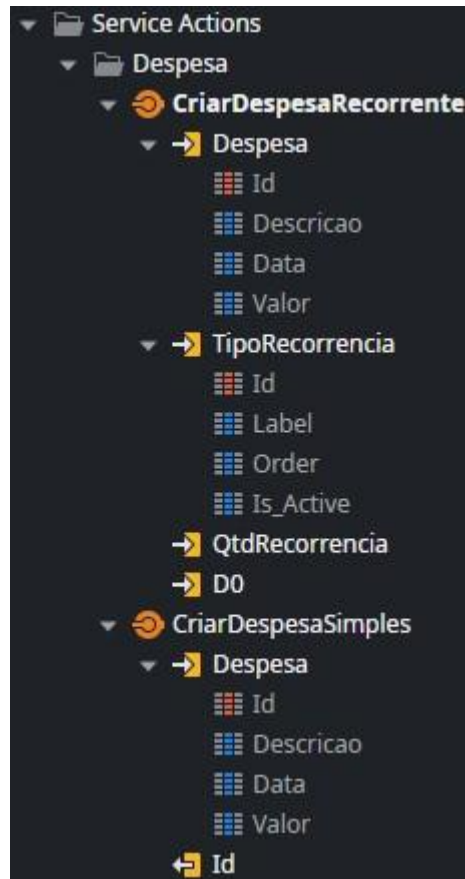 Service Actions
Despesa
CriarDespesaRecorrente
Despesa
Id
Descricao
Data
Valor
TipoRecorrencia
Id
Label
Order
Is_Active
QtdRecorrencia
D0
CriarDespesaSimples
Despesa
Id
Descricao
Data
Valor
Id